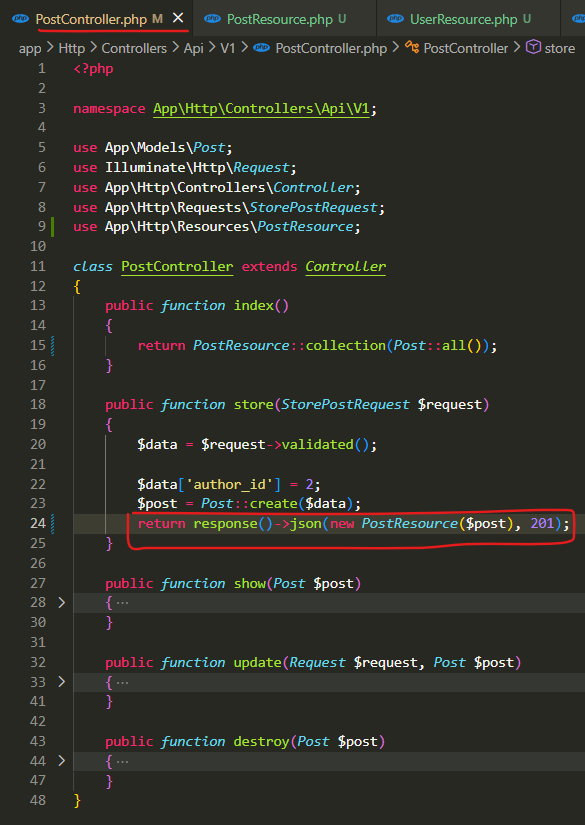 PostController.php M
PostResource.php U
UserResource.php U
app > Http > Controllers > Api > V1 > PostController.php > PostController > store
1 <?php
2
3 namespace App\Http\Controllers\Api\V1;
4
5 use App\Models\Post;
6 use Illuminate\Http\Request;
7 use App\Http\Controllers\Controller;
8 use App\Http\Requests\StorePostRequest;
9 use App\Http\Resources\PostResource;
10
11 class PostController extends Controller
12 {
13 public function index()
14 {
15 return PostResource::collection(Post::all());
16 }
17
18 public function store(StorePostRequest $request)
19 {
20 $data = $request->validated();
21
22 $data['author_id'] = 2;
23 $post = Post::create($data);
24 return response()->json(new PostResource($post), 201);
25 }
26
27 public function show(Post $post)
28 { ...
30 }
31
32 public function update(Request $request, Post $post)
33 { ...
41 }
42
43 public function destroy(Post $post)
44 { ...
47 }
48 }